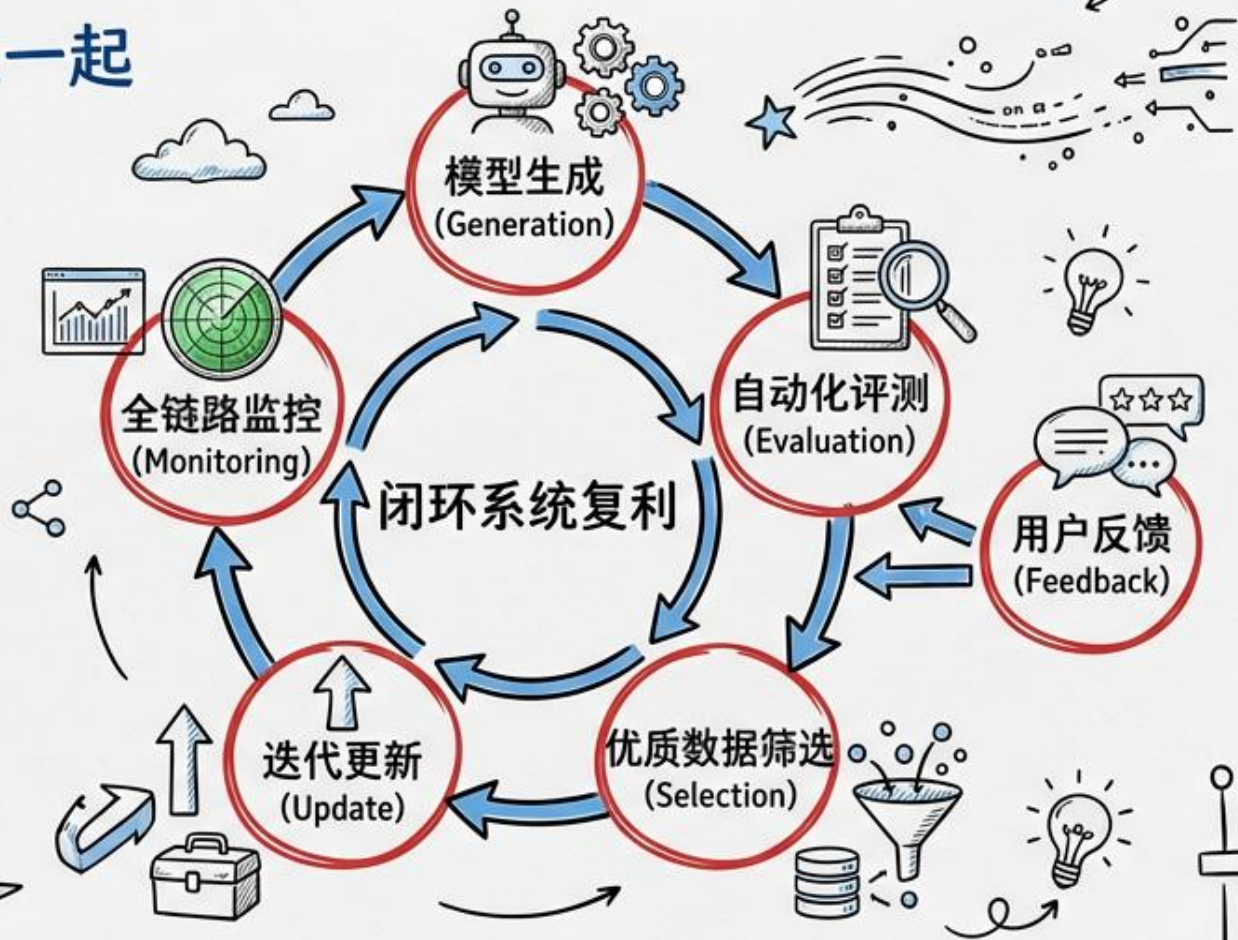 一起
模型生成
(Generation)
自动化评测
(Evaluation)
全链路监控
(Monitoring)
闭环系统复利
用户反馈
(Feedback)
优质数据筛选
(Selection)
迭代更新
(Update)